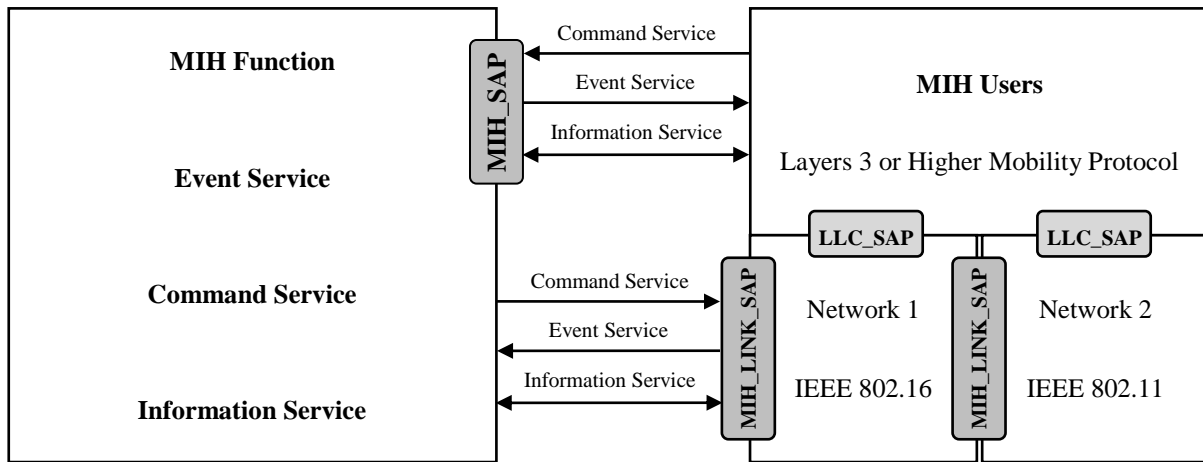 MIH Function
Event Service
Command Service
Information Service
MIH_SAP
Command Service
Event Service
Information Service
MIH Users
Layers 3 or Higher Mobility Protocol
LLC_SAP
LLC_SAP
Command Service
Event Service
Information Service
MIH_LINK_SAP
Network 1
IEEE 802.16
MIH_LINK_SAP
Network 2
IEEE 802.11